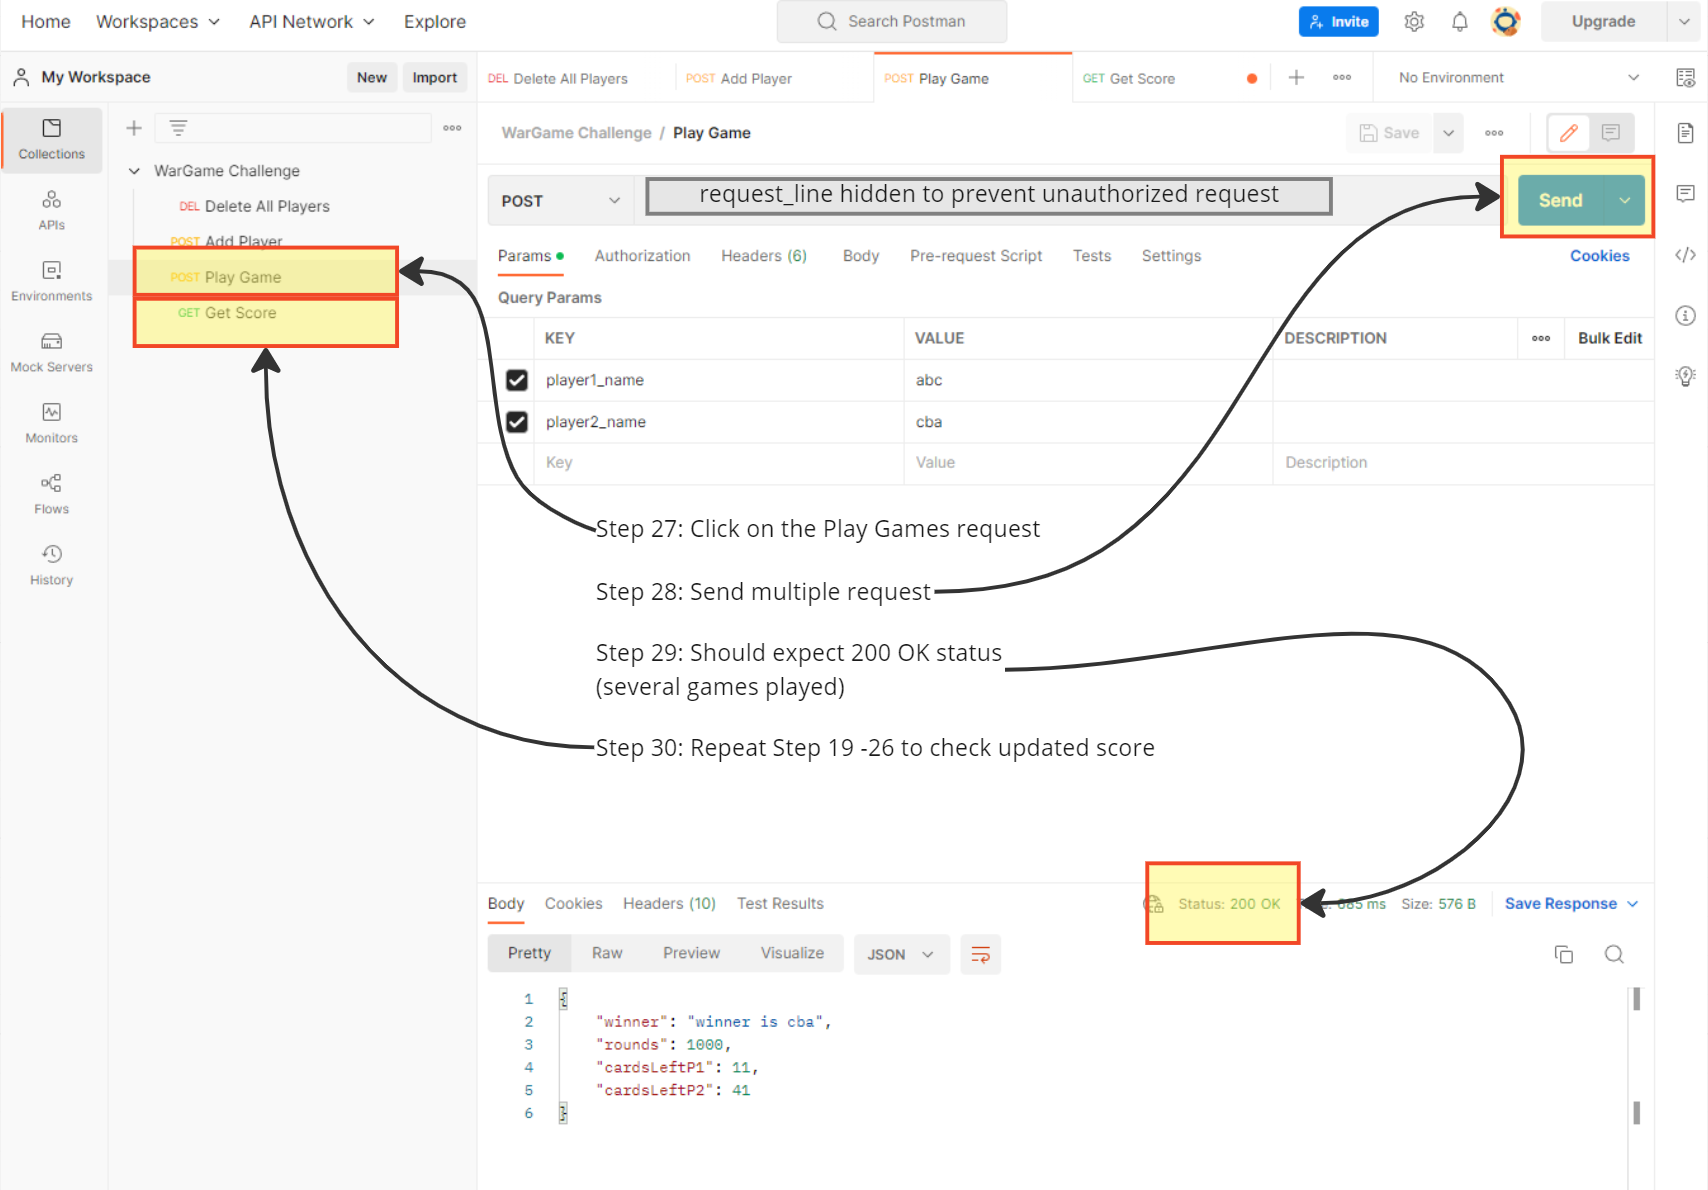 Home Workspaces API Network Explore Search Postman Invite Upgrade
My Workspace New Import DEL Delete All Players POST Add Player POST Play Game GET Get Score No Environment
WarGame Challenge / Play Game Save
Collections
APIs
Environments
Mock Servers
Monitors
Flows
History
WarGame Challenge
DEL Delete All Players
POST Add Player
POST Play Game
GET Get Score
POST request_line hidden to prevent unauthorized request Send
Params Authorization Headers (6) Body Pre-request Script Tests Settings Cookies
Query Params
KEY VALUE DESCRIPTION Bulk Edit
player1_name abc
player2_name cba
Key Value Description
Step 27: Click on the Play Games request
Step 28: Send multiple request
Step 29: Should expect 200 OK status
(several games played)
Step 30: Repeat Step 19 -26 to check updated score
Body Cookies Headers (10) Test Results Status: 200 OK 685 ms Size: 576 B Save Response
Pretty Raw Preview Visualize JSON
1 {
2 "winner": "winner is cba",
3 "rounds": 1000,
4 "cardsLeftP1": 11,
5 "cardsLeftP2": 41
6 }